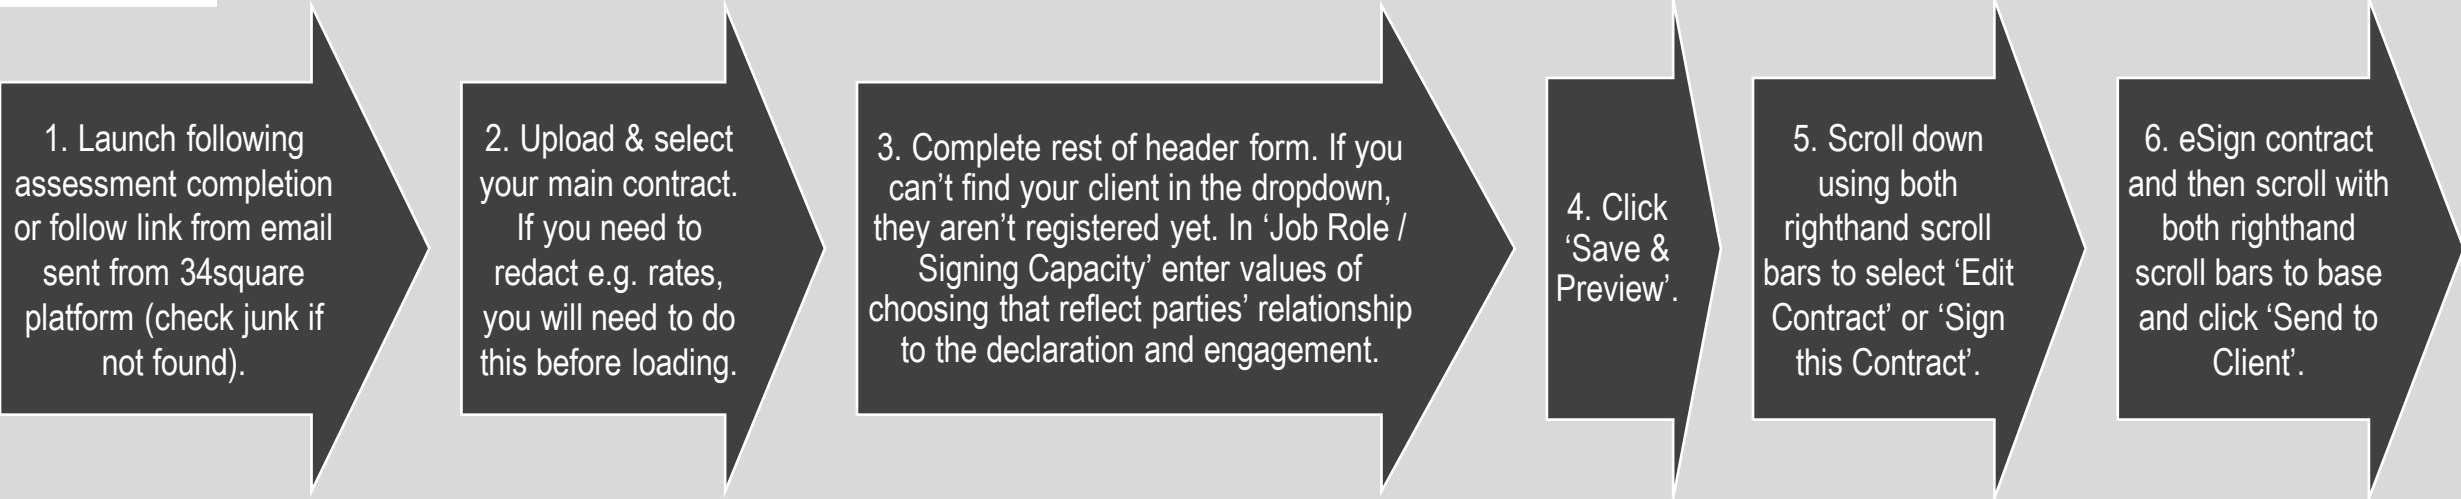 1. Launch following
assessment completion
or follow link from email
sent from 34square
platform (check junk if
not found).
2. Upload & select
your main contract.
If you need to
redact e.g. rates,
you will need to do
this before loading.
3. Complete rest of header form. If you
can’t find your client in the dropdown,
they aren’t registered yet. In ‘Job Role /
Signing Capacity’ enter values of
choosing that reflect parties’ relationship
to the declaration and engagement.
4. Click
‘Save &
Preview’.
5. Scroll down
using both
righthand scroll
bars to select ‘Edit
Contract’ or ‘Sign
this Contract’.
6. eSign contract
and then scroll with
both righthand
scroll bars to base
and click ‘Send to
Client’.